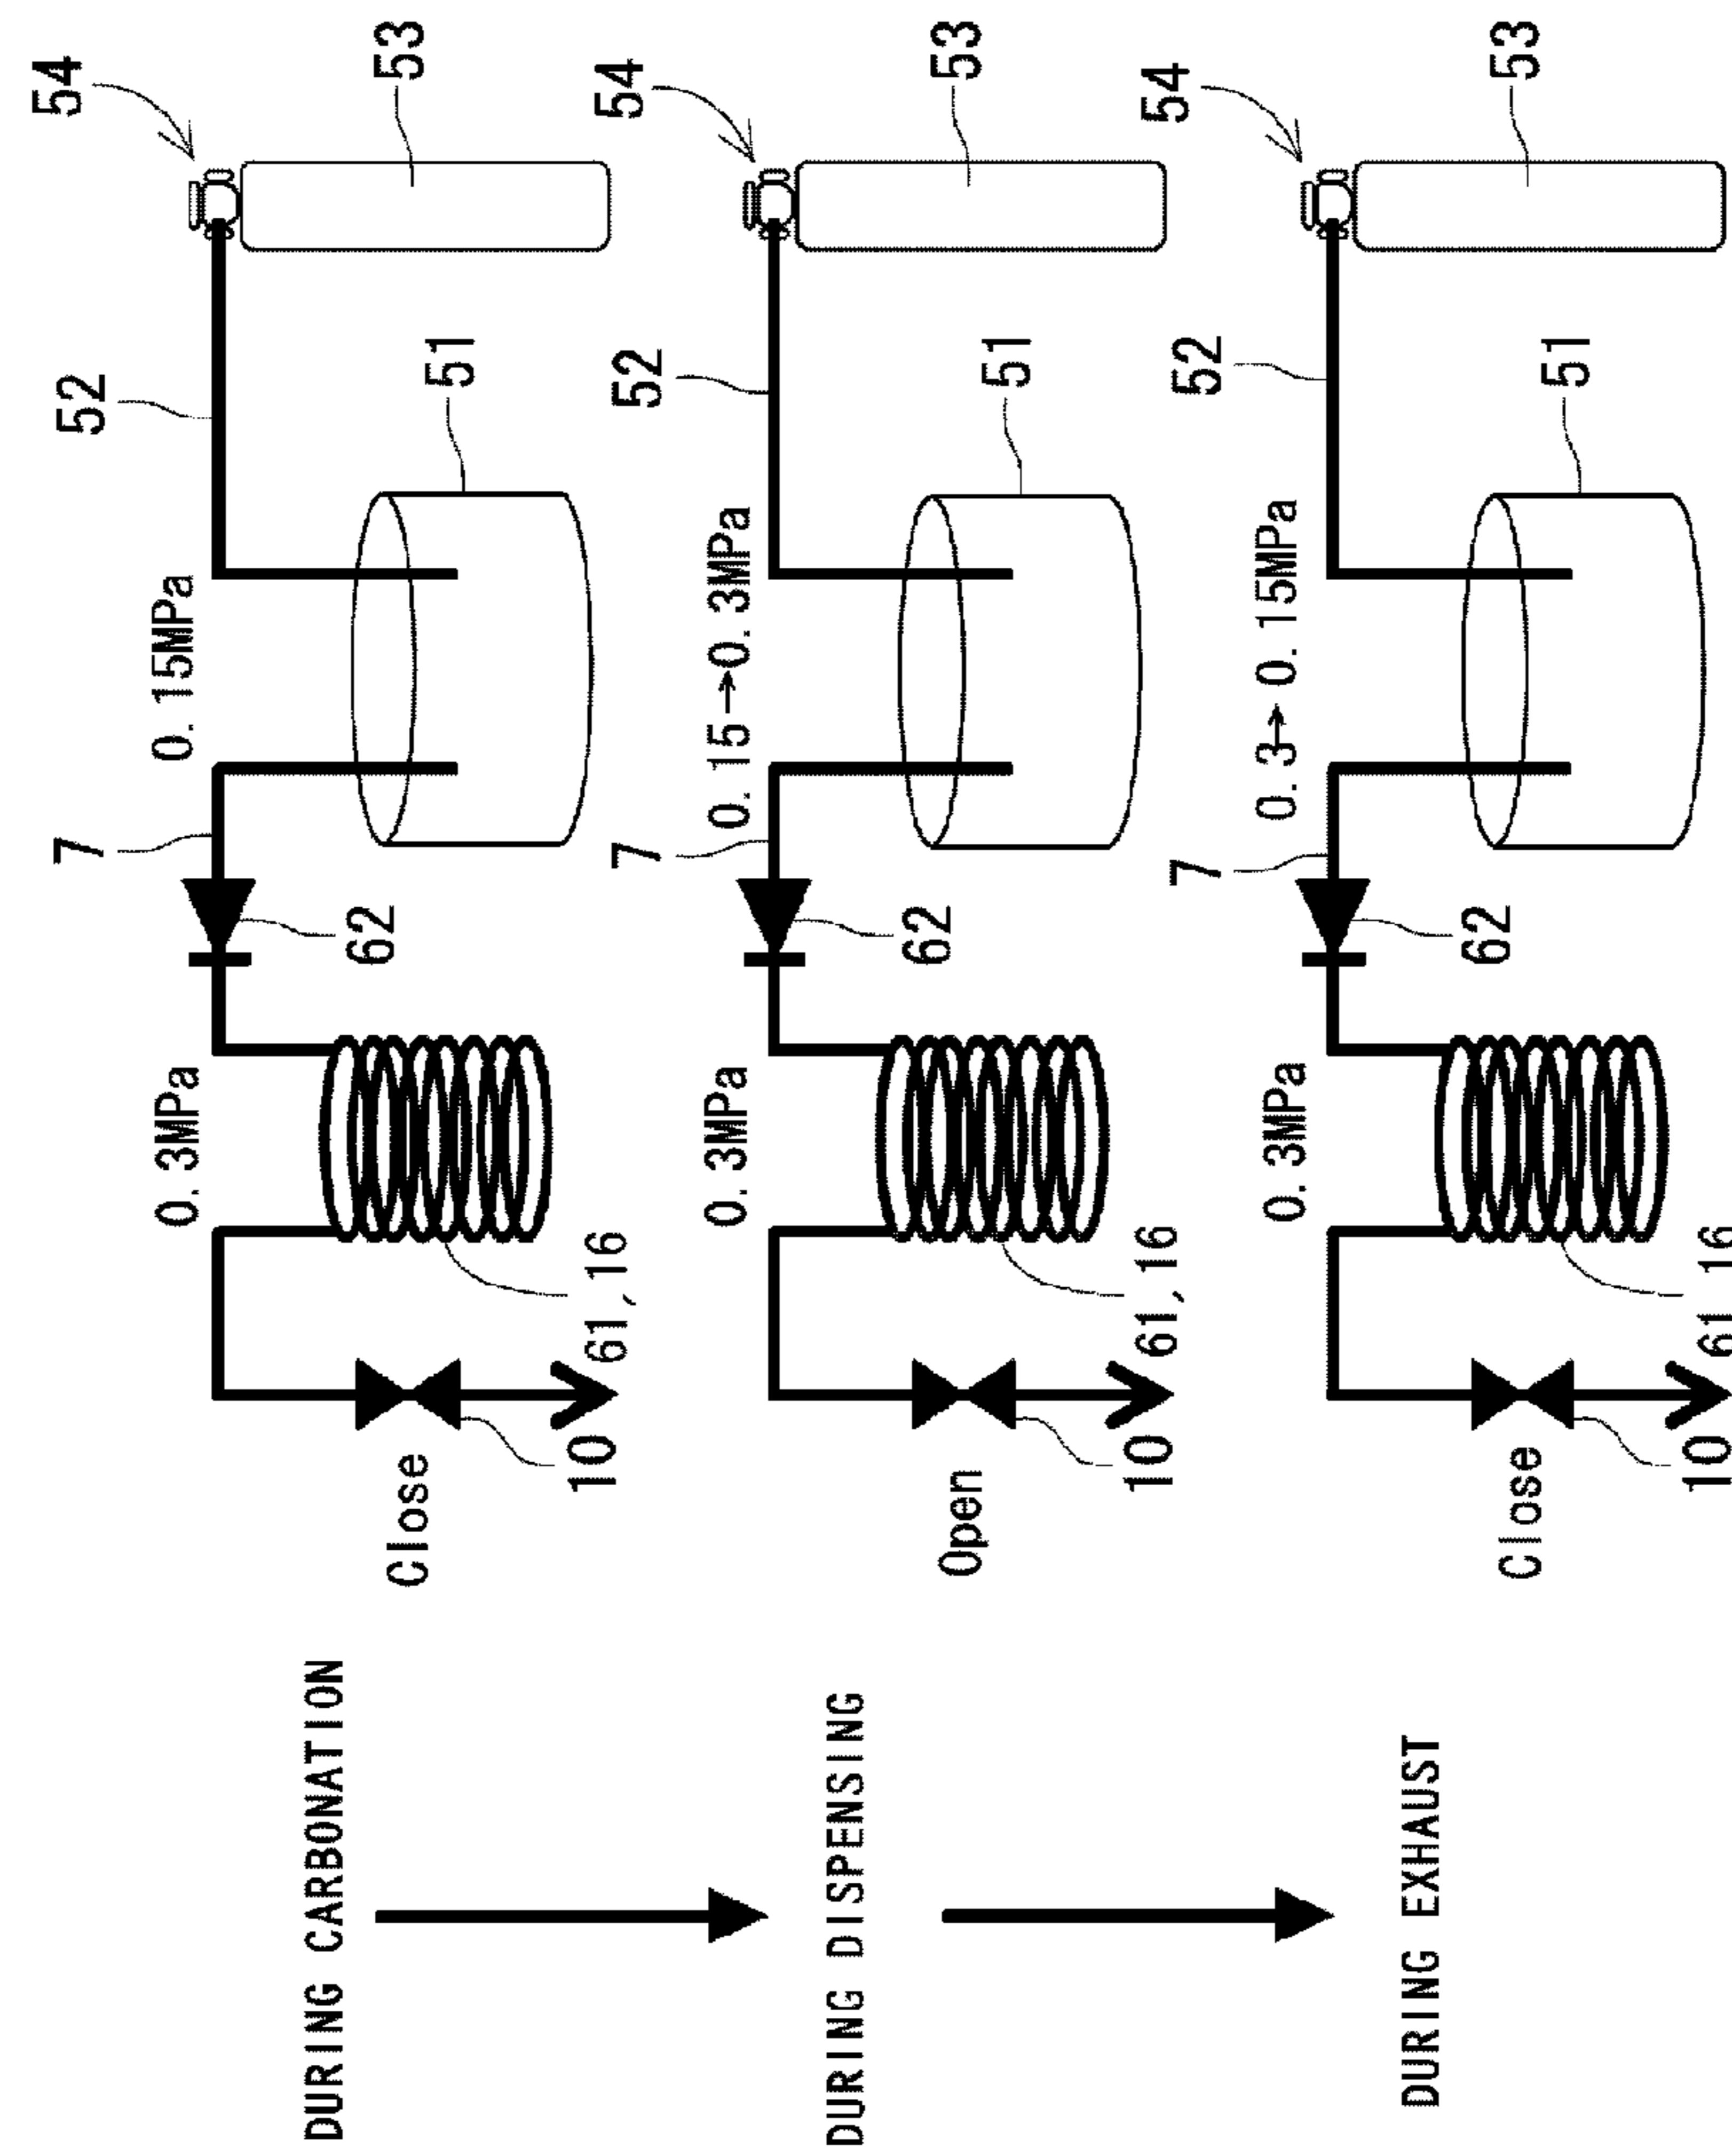 DURING CARBONATION
Close
10
61, 16
0. 3MPa
62
7
0. 15MPa
51
52
53
54
DURING DISPENSING
Open
10
61, 16
0. 3MPa
62
7
0. 15→0. 3MPa
51
52
53
54
DURING EXHAUST
Close
10
61, 16
0. 3MPa
62
7
0. 3→0. 15MPa
51
52
53
54